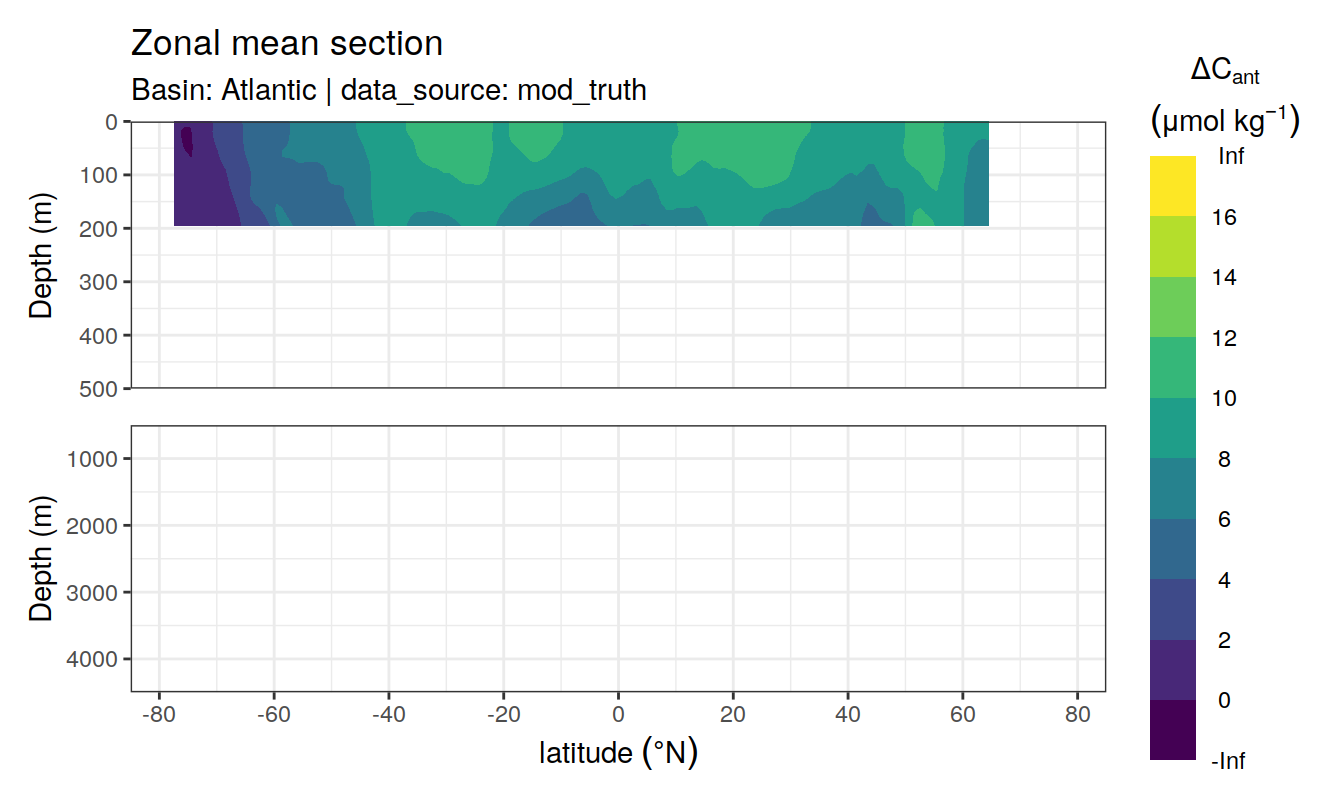 Zonal mean section
Basin: Atlantic | data_source: mod_truth
Depth (m)
0
100
200
300
400
500
Depth (m)
1000
2000
3000
4000
-80 -60 -40 -20 0 20 40 60 80
latitude (°N)
ΔCant
(μmol kg⁻¹)
Inf
16
14
12
10
8
6
4
2
0
-Inf